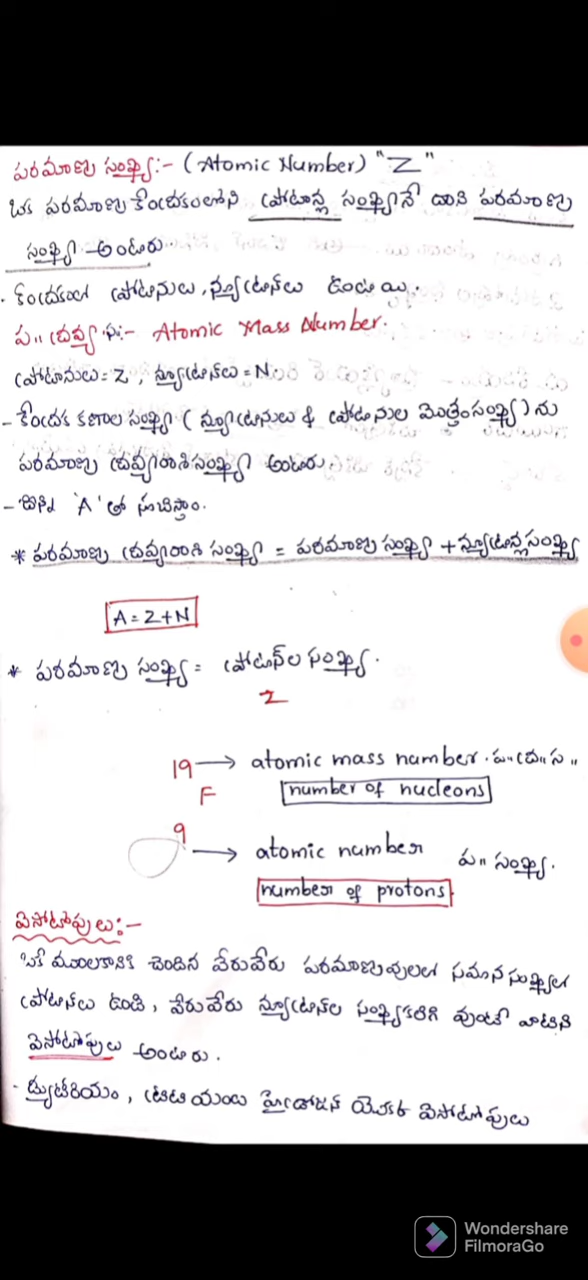 పరమాణు సంఖ్య:- (Atomic Number) "Z"
ఒక పరమాణు కేంద్రకంలోని ప్రోటాన్ల సంఖ్యనే దాని పరమాణు
సంఖ్య అంటారు.
. కేంద్రకంలో ప్రోటానులు, న్యూట్రాన్‌లు ఉంటాయి.
ప॥ ద్రవ్య సం:- Atomic Mass Number.
ప్రోటానులు = Z, న్యూట్రాన్‌లు = N.
- కేంద్రక కణాల సంఖ్య ( న్యూట్రానులు & ప్రోటానుల మొత్తం సంఖ్య) ను
పరమాణు ద్రవ్యరాశి సంఖ్య అంటారు.
- దీనిని 'A' తో సూచిస్తాం.
* పరమాణు ద్రవ్యరాశి సంఖ్య = పరమాణు సంఖ్య + న్యూట్రాన్ల సంఖ్య
A = Z+N
* పరమాణు సంఖ్య = ప్రోటాన్‌ల సంఖ్య.
Z
19 → atomic mass number. ప॥ ద్ర॥ స॥
F number of nucleons
9 → atomic number ప॥ సంఖ్య.
number of protons
ఐసోటోపులు:-
ఒకే మూలకానికి చెందిన వేరువేరు పరమాణువులలో సమాన సంఖ్యలో
ప్రోటాన్‌లు ఉండి, వేరువేరు న్యూట్రాన్‌ల సంఖ్య కలిగి వుంటే వాటిని
ఐసోటోపులు అంటారు.
- డ్యుటీరియం, ట్రిటియంలు హైడ్రోజన్ యొక్క ఐసోటోపులు
Wondershare
FilmoraGo